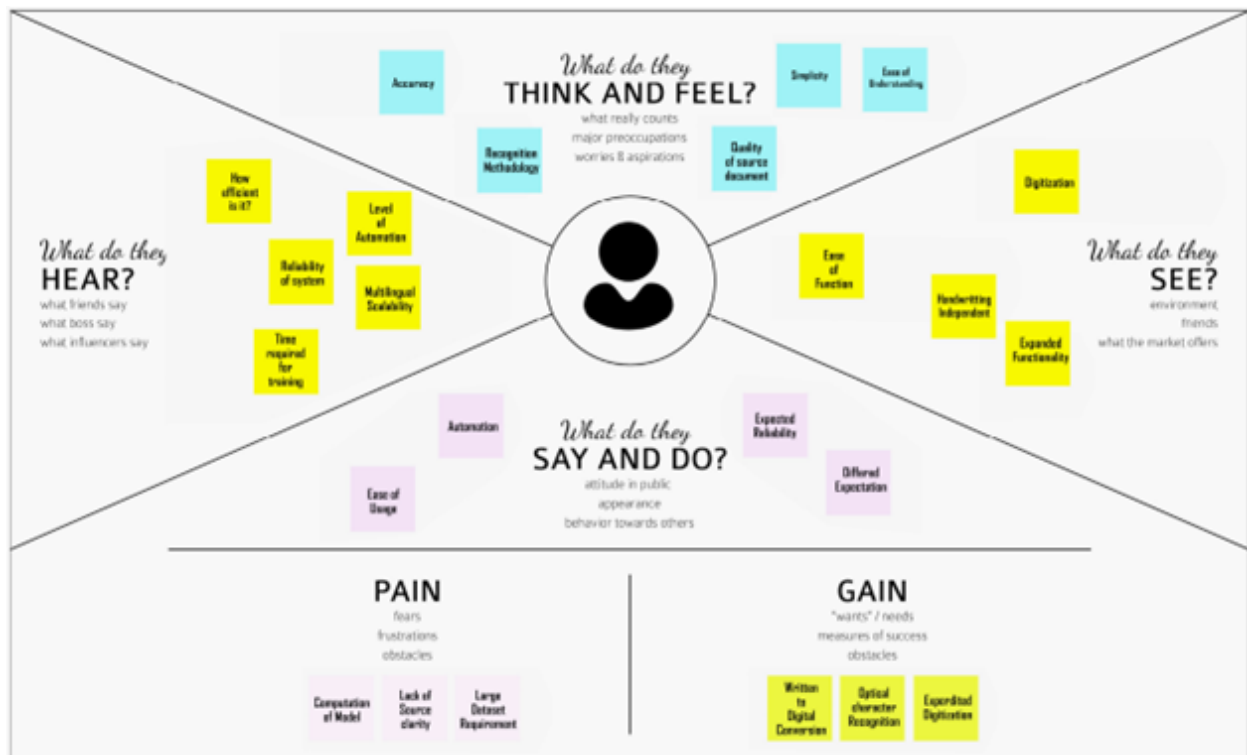 What do they
THINK AND FEEL?
what really counts
major preoccupations
worries & aspirations
Accuracy
Recognition
Methodology
Simplicity
Ease of
Understanding
Quality
of source
document
What do they
HEAR?
what friends say
what boss say
what influencers say
How
efficient
is it?
Level
of
Automation
Reliability
of system
Multilingual
Scalability
Time
required
for
training
What do they
SEE?
environment
friends
what the market offers
Digitization
Ease
of
Function
Handwritting
Independent
Expanded
Functionality
What do they
SAY AND DO?
attitude in public
appearance
behavior towards others
Automation
Ease of
Usage
Expected
Reliability
Differed
Expectation
PAIN
fears
frustrations
obstacles
Computation
of Model
Lack of
Source
clarity
Large
Dataset
Requirement
GAIN
"wants" / needs
measures of success
obstacles
Written
to
Digital
Conversion
Optical
character
Recognition
Digitization